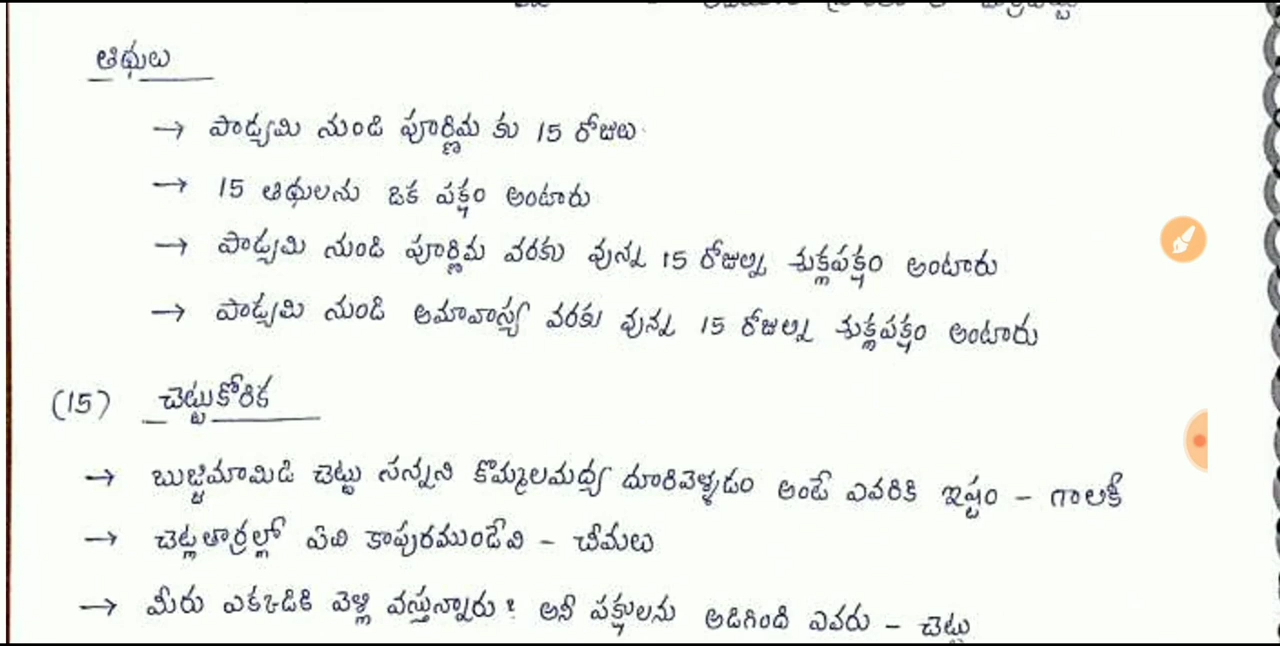 తిథులు
→ పాడ్యమి నుండి పూర్ణిమ కు 15 రోజులు
→ 15 తిథులను ఒక పక్షం అంటారు
→ పాడ్యమి నుండి పూర్ణిమ వరకు వున్న 15 రోజుల్ని శుక్లపక్షం అంటారు
→ పాడ్యమి నుండి అమావాస్య వరకు వున్న 15 రోజుల్ని శుక్లపక్షం అంటారు
(15) చెట్టుకోరిక
→ బుజ్జిమామిడి చెట్టు సన్నని కొమ్మలమధ్య దూరివెళ్ళడం అంటే ఎవరికి ఇష్టం - గాలికి
→ చెట్లతొర్రల్లో ఏవి కాపురముండేవి - చీమలు
→ మీరు ఎక్కడికి వెళ్లి వస్తున్నారు? అని పక్షులను అడిగింది ఎవరు - చెట్టు